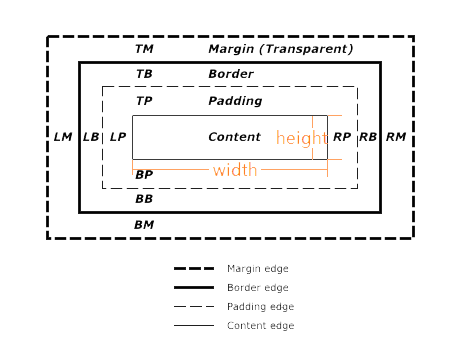 TM Margin (Transparent)
TB Border
TP Padding
LM LB LP Content height RP RB RM
width
BP
BB
BM
Margin edge
Border edge
Padding edge
Content edge